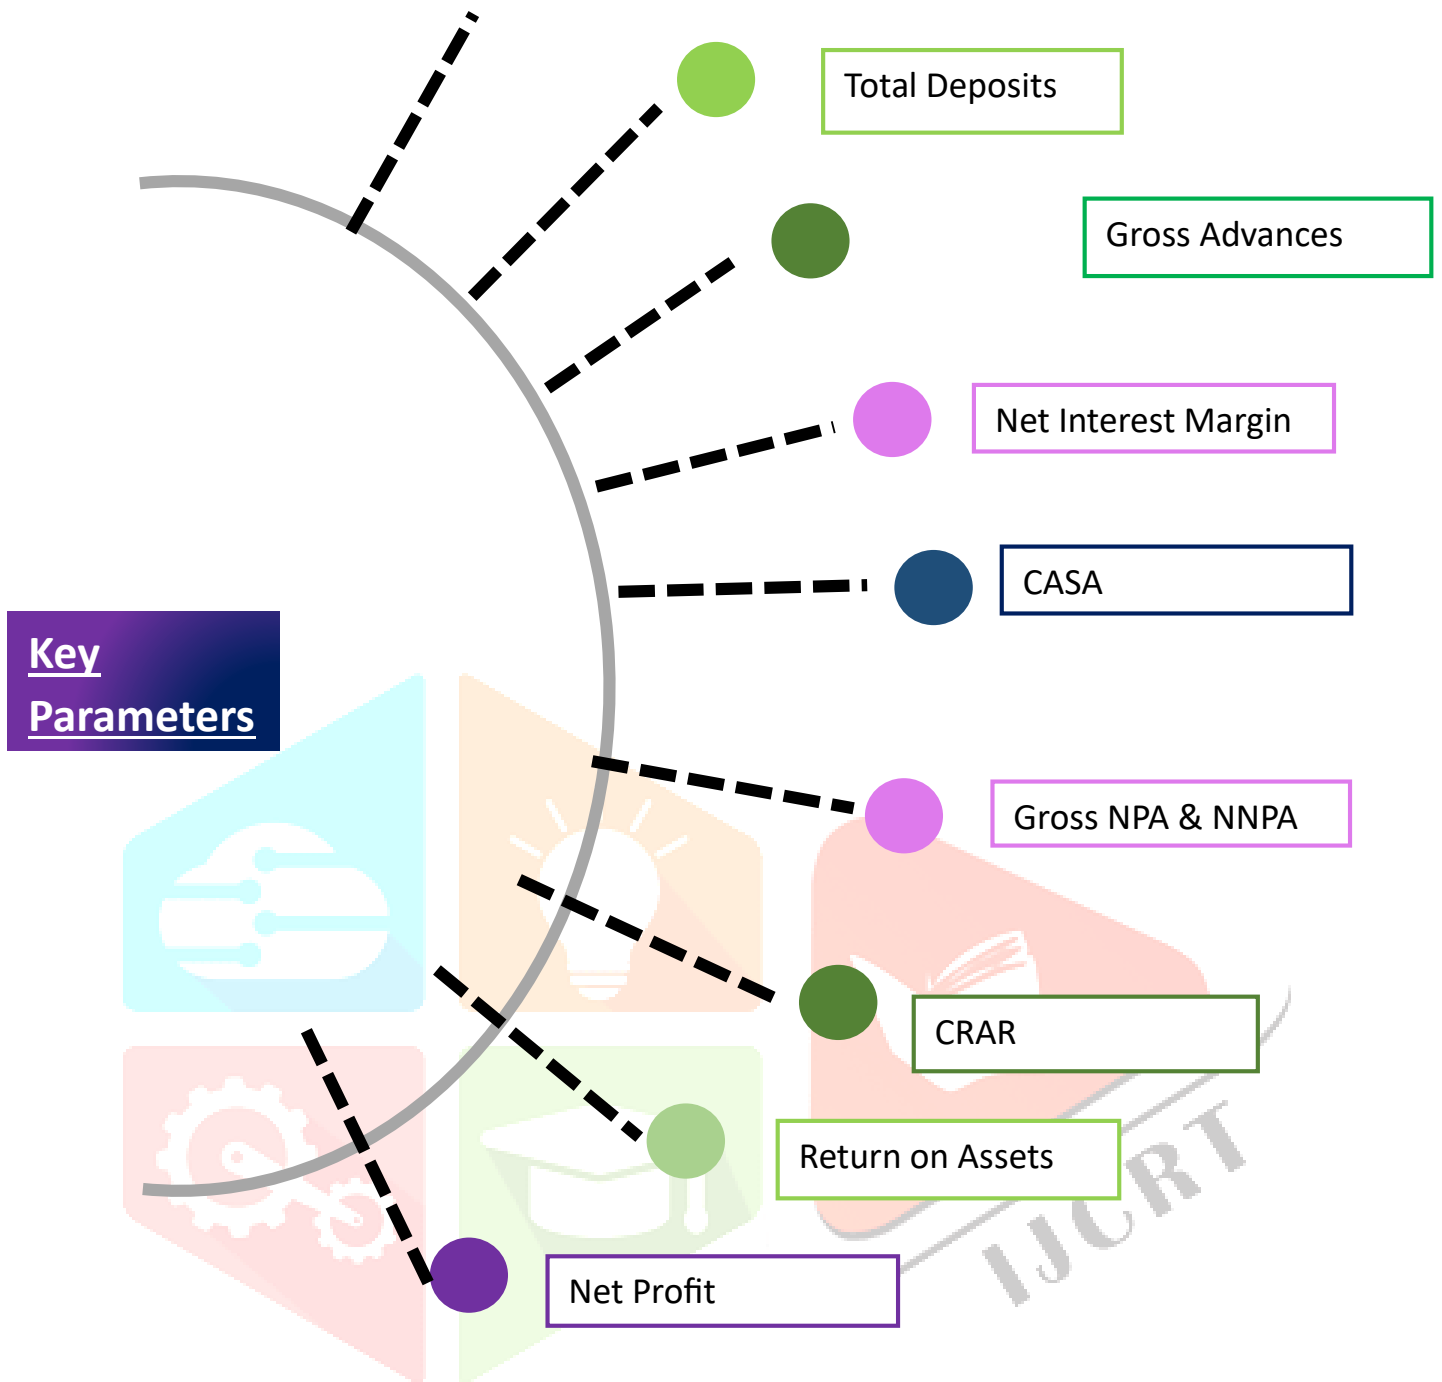 Total Deposits
Gross Advances
Net Interest Margin
CASA
Key
Parameters
Gross NPA & NNPA
CRAR
Return on Assets
Net Profit
IJCRT